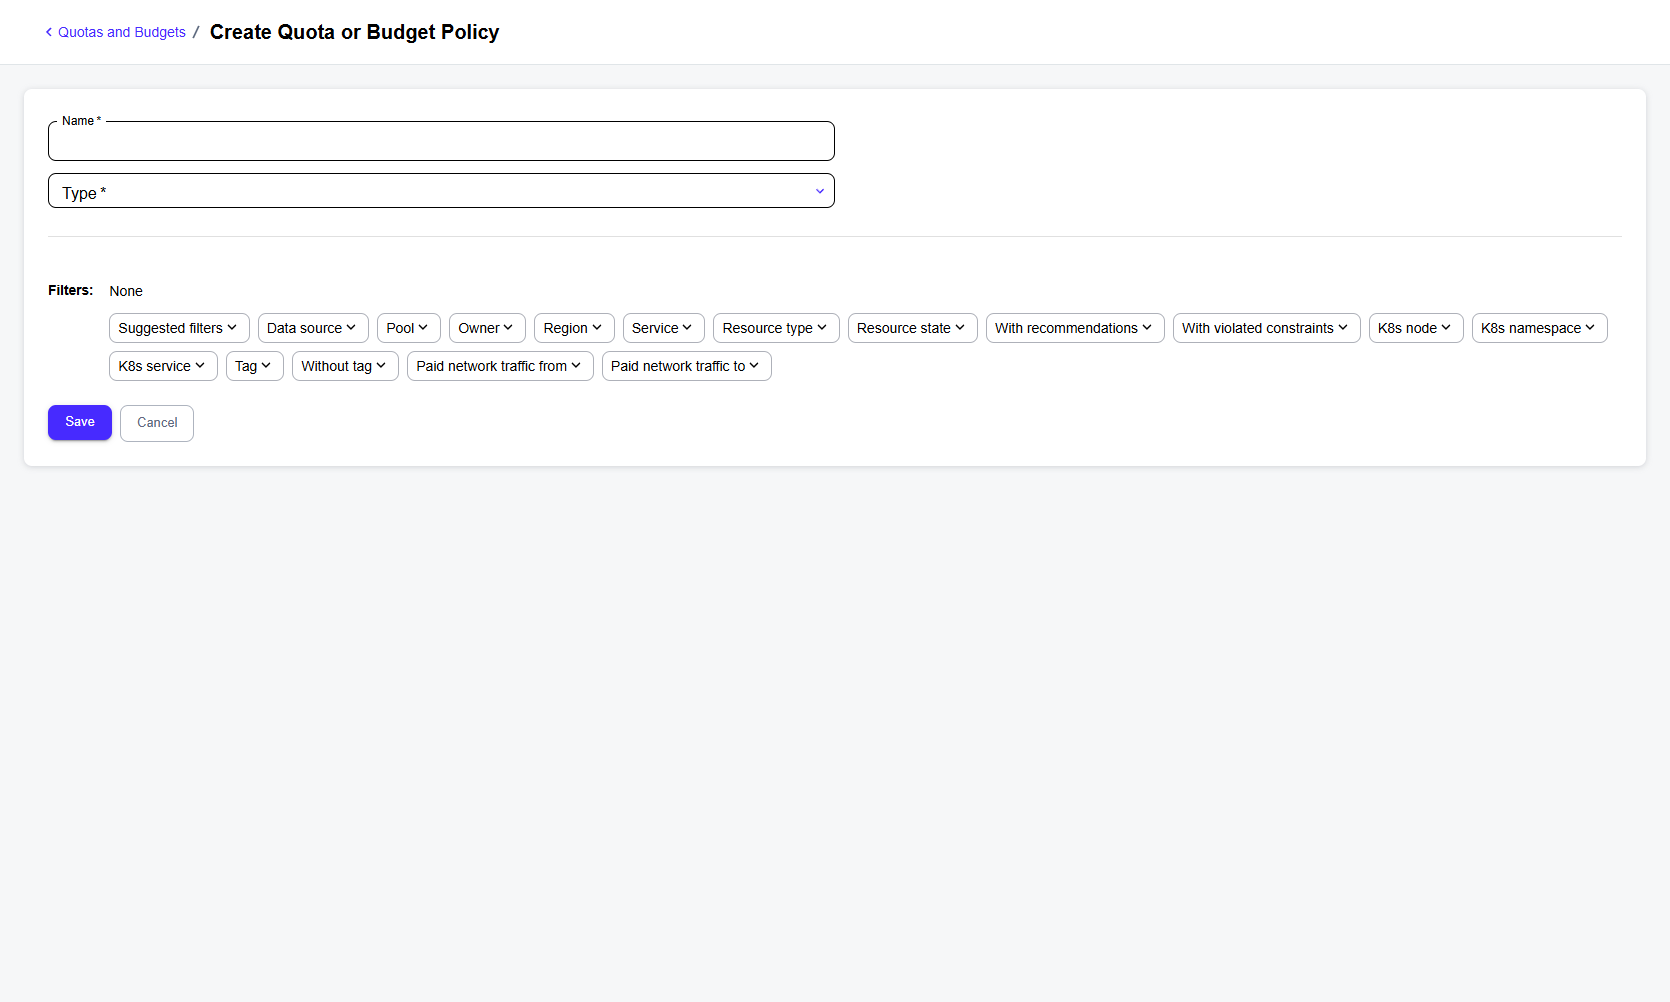 Quotas and Budgets / Create Quota or Budget Policy
Name *
Type *
Filters: None
Suggested filters Data source Pool Owner Region Service Resource type Resource state With recommendations With violated constraints K8s node K8s namespace
K8s service Tag Without tag Paid network traffic from Paid network traffic to
Save Cancel